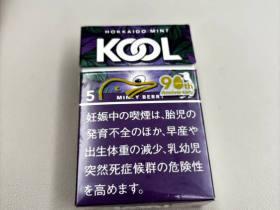 HOKKAIDO MINT
KOOL
90th
5
MINTY BERRY
妊娠中の喫煙は、胎児の
発育不全のほか、早産や
出生体重の減少、乳幼児
突然死症候群の危険性
を高めます。